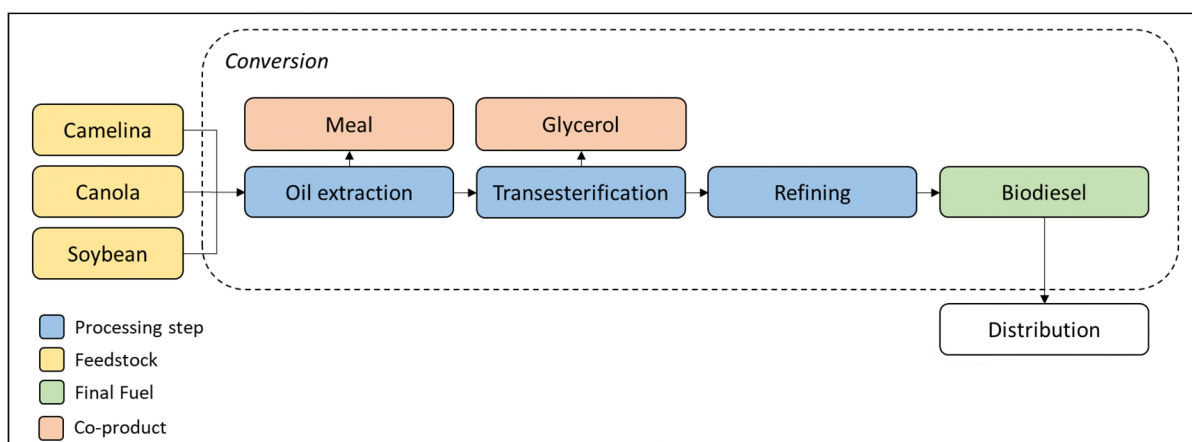 Conversion
Camelina
Meal
Glycerol
Canola
Oil extraction
Transesterification
Refining
Biodiesel
Soybean
Distribution
Processing step
Feedstock
Final Fuel
Co-product